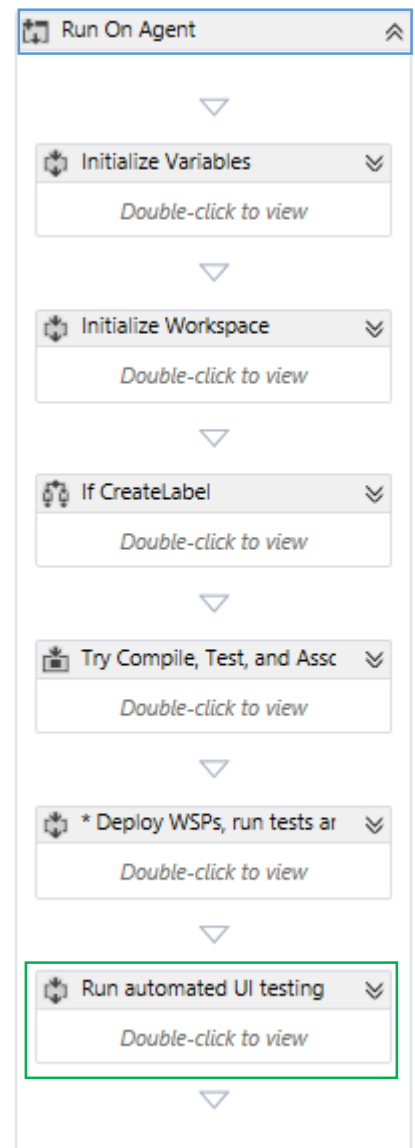 Run On Agent
Initialize Variables
Double-click to view
Initialize Workspace
Double-click to view
If CreateLabel
Double-click to view
Try Compile, Test, and Assc
Double-click to view
* Deploy WSPs, run tests ar
Double-click to view
Run automated UI testing
Double-click to view